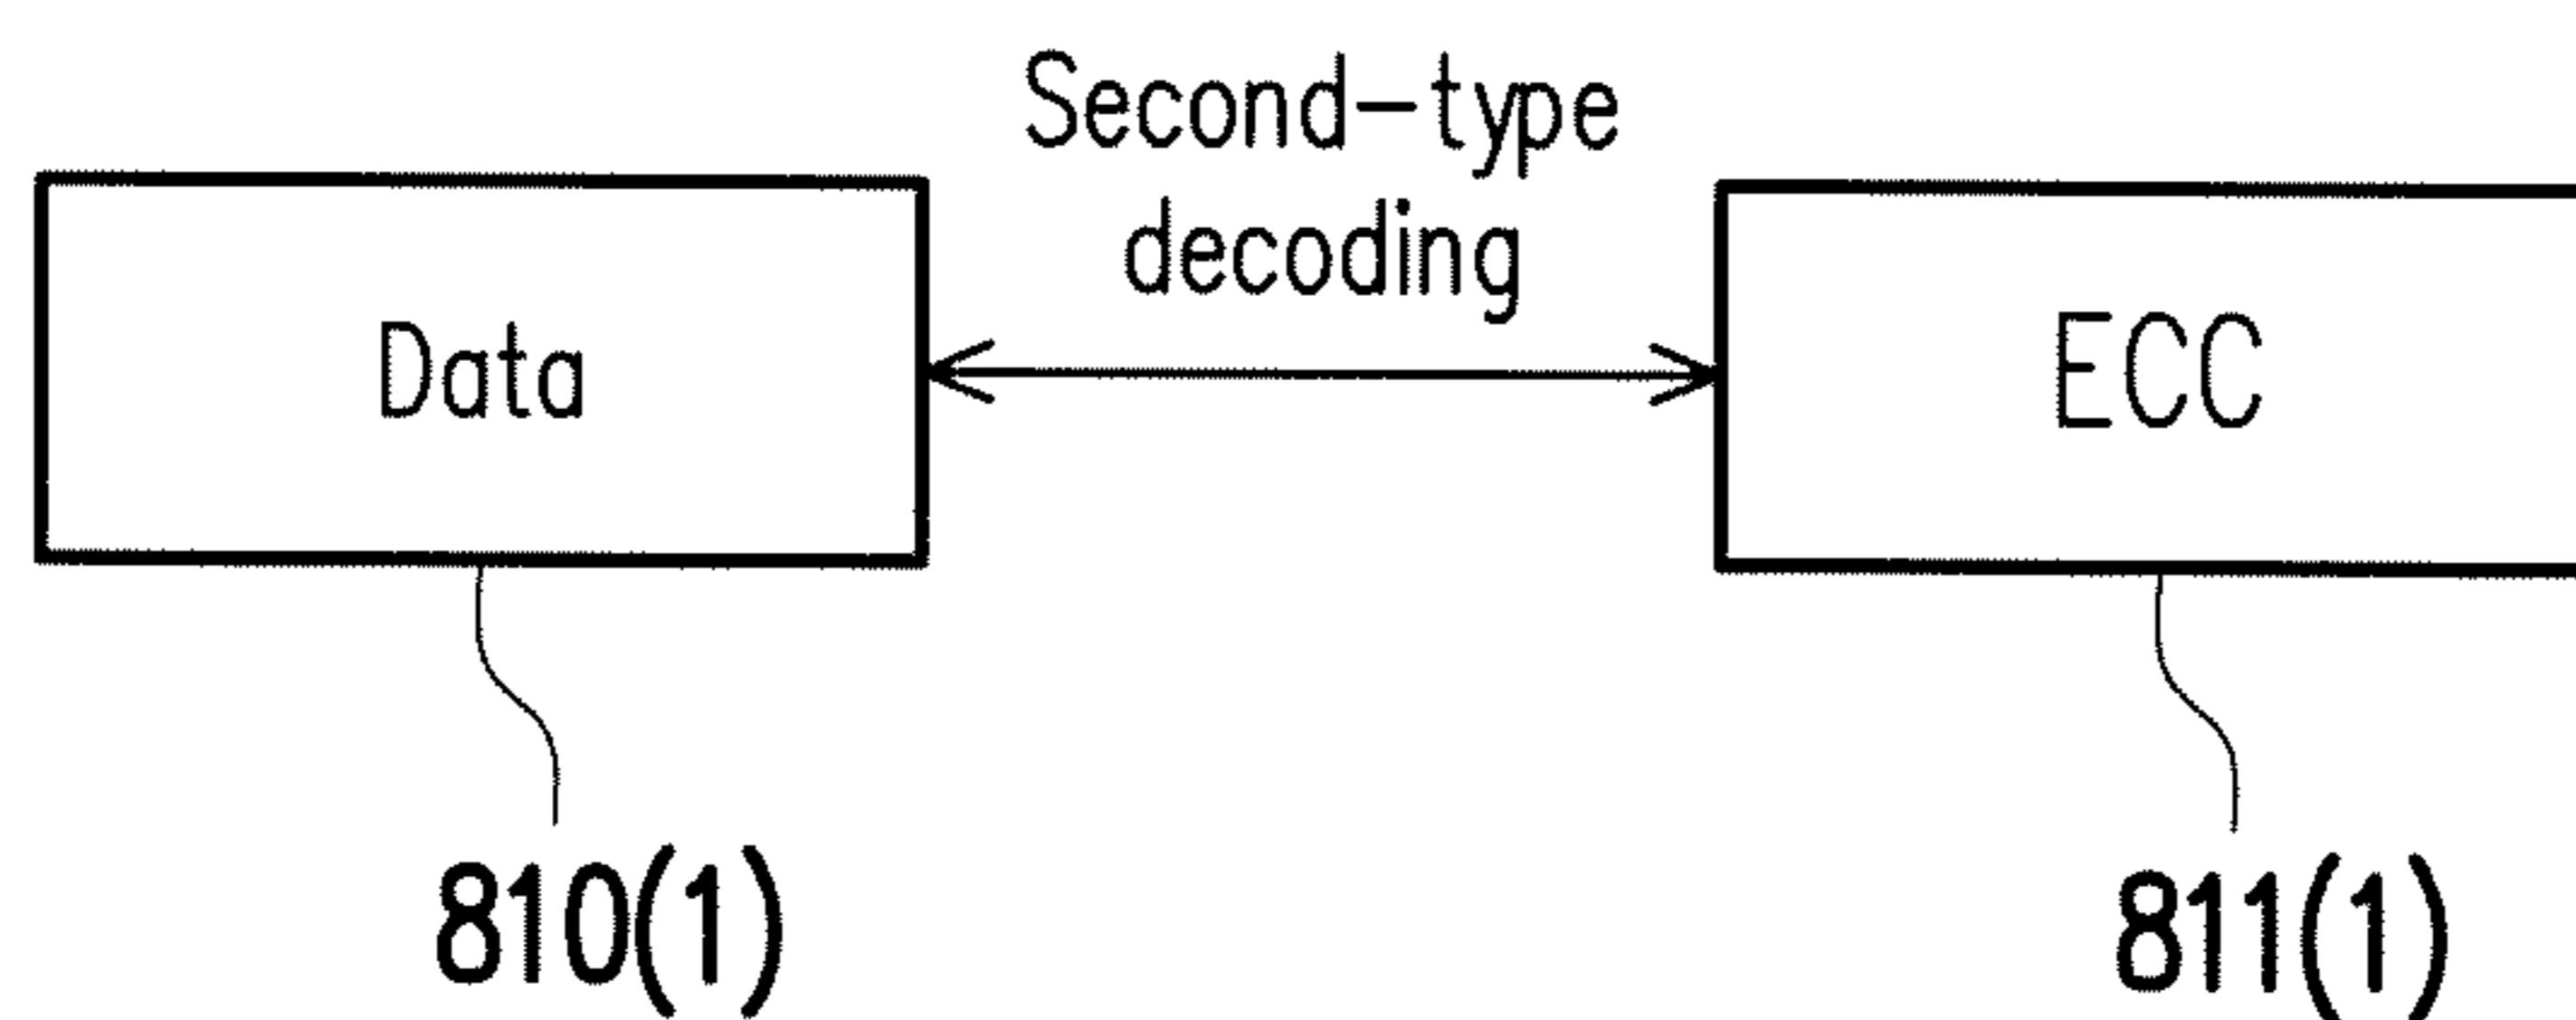 Second-type
decoding
Data
ECC
810(1)
811(1)